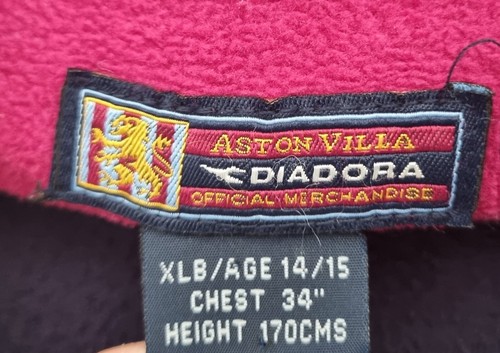 ASTON VILLA
DIADORA
OFFICIAL MERCHANDISE
XLB/AGE 14/15
CHEST 34"
HEIGHT 170CMS